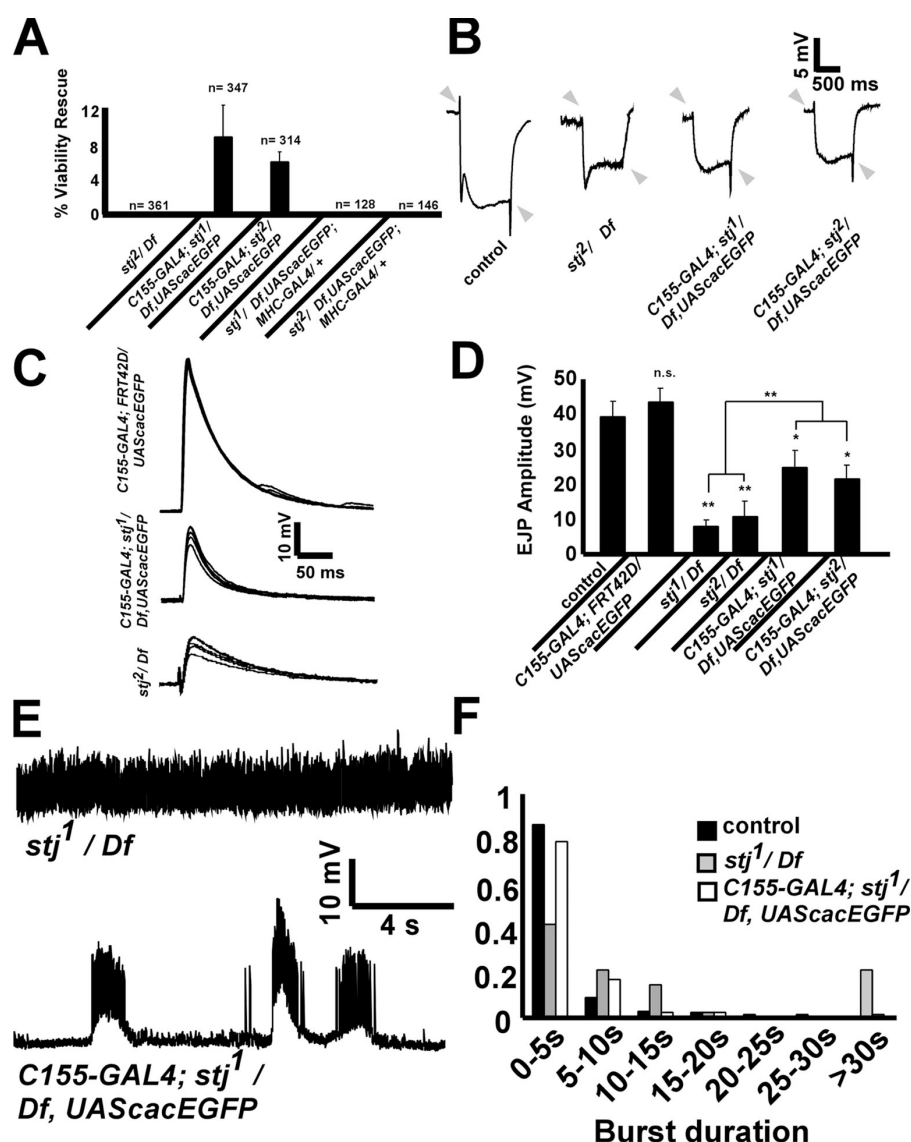 A
% Viability Rescue
12
8
4
0
n= 361
n= 347
n= 314
n= 128
n= 146
stj2/ Df
C155-GAL4; stj1/
Df,UAScacEGFP
C155-GAL4; stj2/
Df,UAScacEGFP
stj1/ Df,UAScacEGFP;
MHC-GAL4/+
stj2/ Df,UAScacEGFP;
MHC-GAL4/+
B
5 mV
500 ms
control
stj2/ Df
C155-GAL4; stj1/
Df,UAScacEGFP
C155-GAL4; stj2/
Df,UAScacEGFP
C
C155-GAL4; FRT42D/
UAScacEGFP
C155-GAL4; stj1/
Df,UAScacEGFP
stj2/ Df
10 mV
50 ms
D
EJP Amplitude (mV)
50
40
30
20
10
0
n.s.
**
**
**
*
*
control
C155-GAL4; FRT42D/
UAScacEGFP
stj1/ Df
stj2/ Df
C155-GAL4; stj1/
Df,UAScacEGFP
C155-GAL4; stj2/
Df,UAScacEGFP
E
stj1 / Df
10 mV
4 s
C155-GAL4; stj1 /
Df, UAScacEGFP
F
1
0.8
0.6
0.4
0.2
0
control
stj1/ Df
C155-GAL4; stj1/
Df, UAScacEGFP
0-5s
5-10s
10-15s
15-20s
20-25s
25-30s
>30s
Burst duration